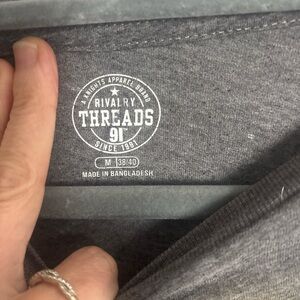 A KNIGHTS APPAREL BRAND
RIVALRY
THREADS
91
SINCE 1991
M 38/40
MADE IN BANGLADESH